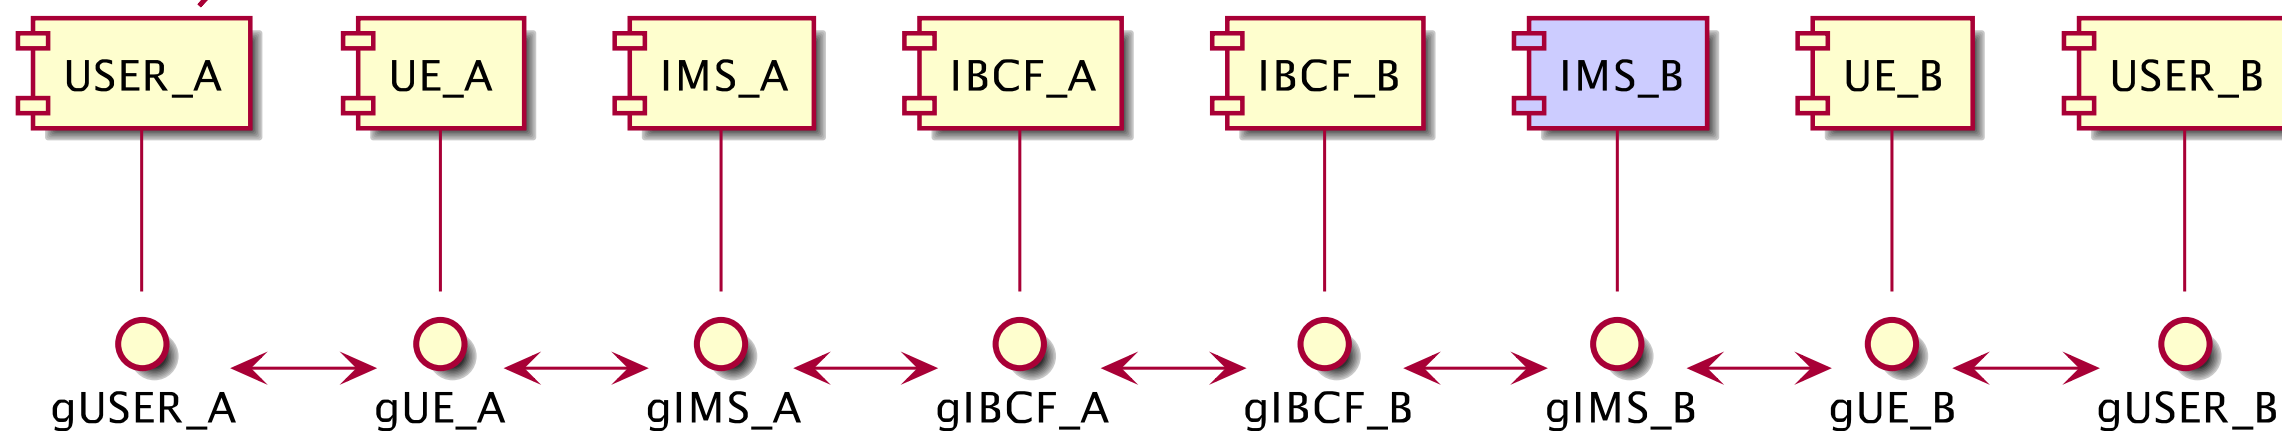 USER_A UE_A IMS_A IBCF_A IBCF_B IMS_B UE_B USER_B
gUSER_A gUE_A gIMS_A gIBCF_A gIBCF_B gIMS_B gUE_B gUSER_B